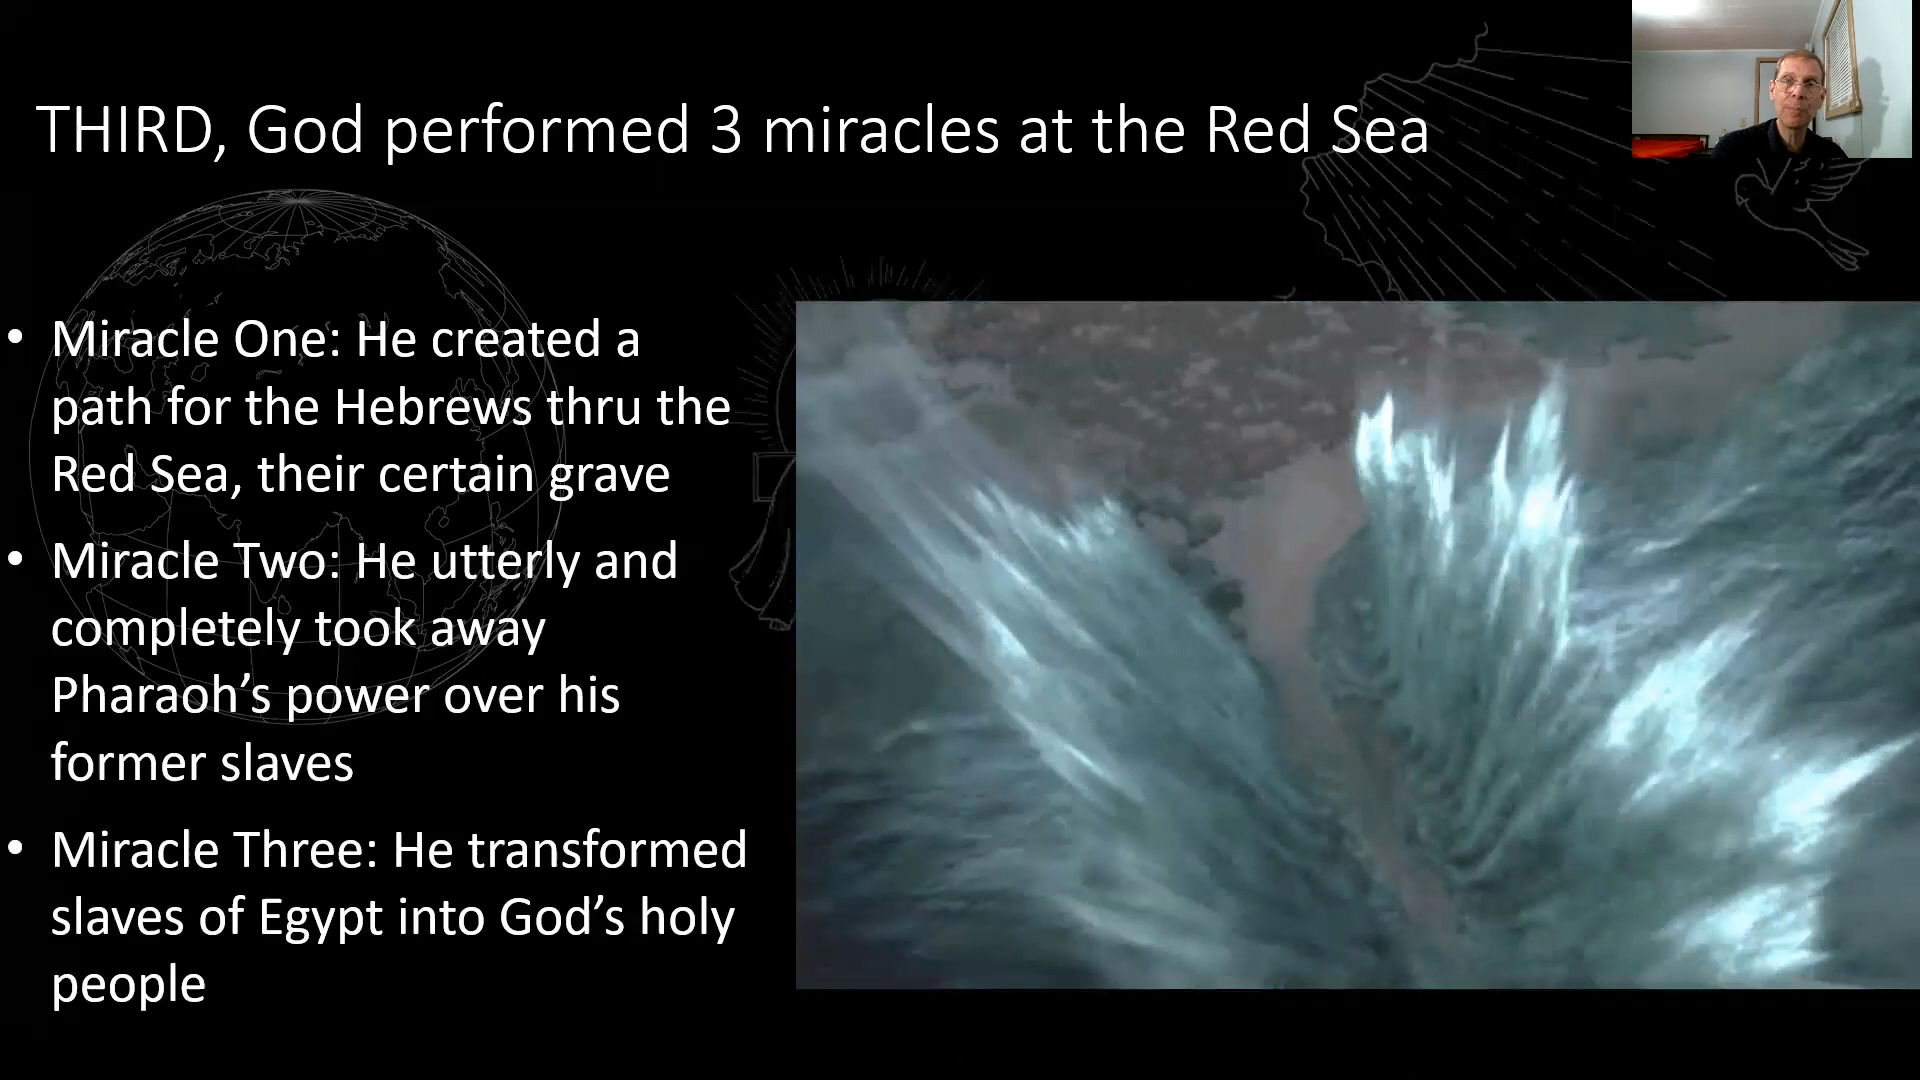 THIRD, God performed 3 miracles at the Red Sea
• Miracle One: He created a
path for the Hebrews thru the
Red Sea, their certain grave
• Miracle Two: He utterly and
completely took away
Pharaoh’s power over his
former slaves
• Miracle Three: He transformed
slaves of Egypt into God’s holy
people